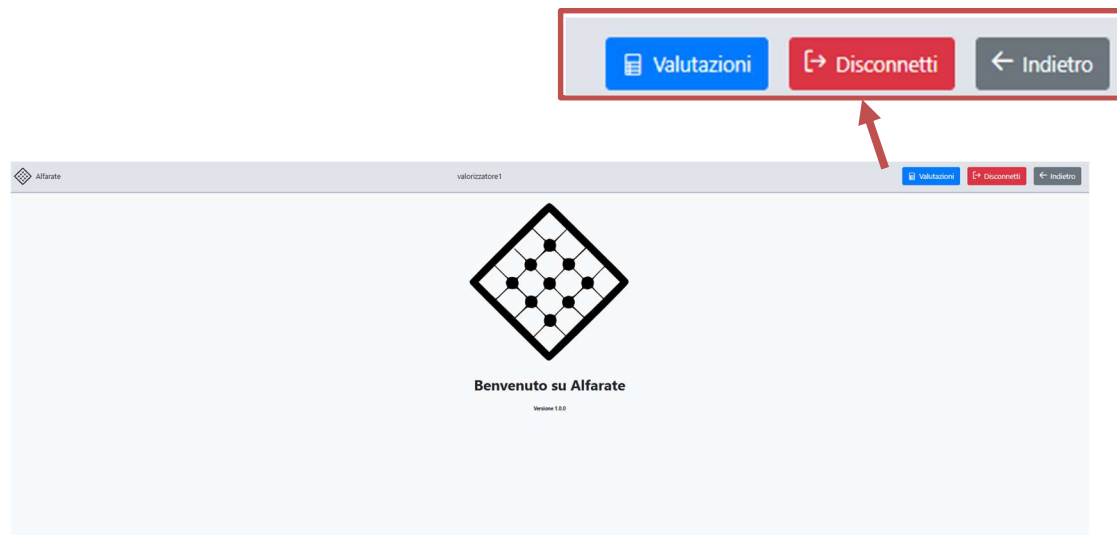 Valutazioni Disconnetti Indietro
Alfarate valorizzatore1 Valutazioni Disconnetti Indietro
Benvenuto su Alfarate
Versione 1.0.0